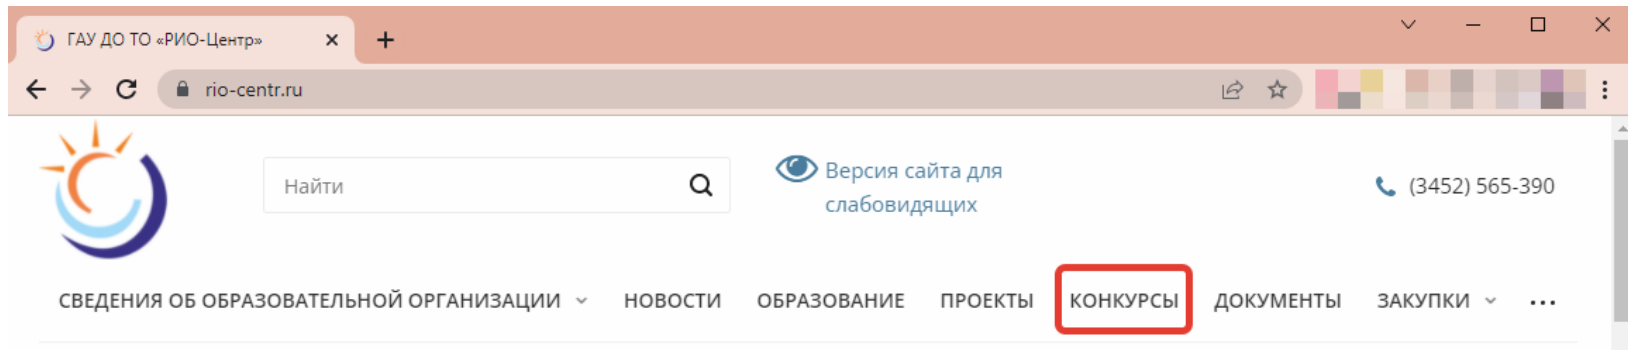 ГАУ ДО ТО «РИО-Центр»
rio-centr.ru
Найти
Версия сайта для
слабовидящих
(3452) 565-390
СВЕДЕНИЯ ОБ ОБРАЗОВАТЕЛЬНОЙ ОРГАНИЗАЦИИ НОВОСТИ ОБРАЗОВАНИЕ ПРОЕКТЫ КОНКУРСЫ ДОКУМЕНТЫ ЗАКУПКИ ...